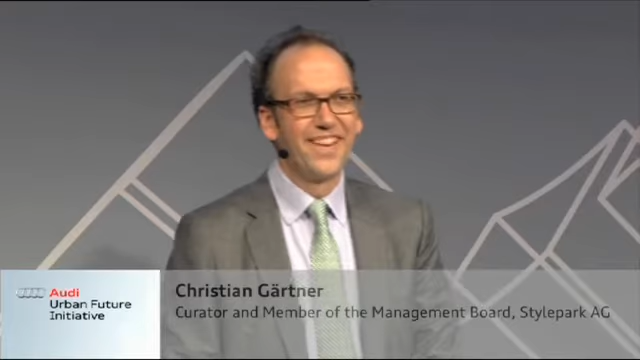 Audi
Urban Future
Initiative
Christian Gärtner
Curator and Member of the Management Board, Stylepark AG